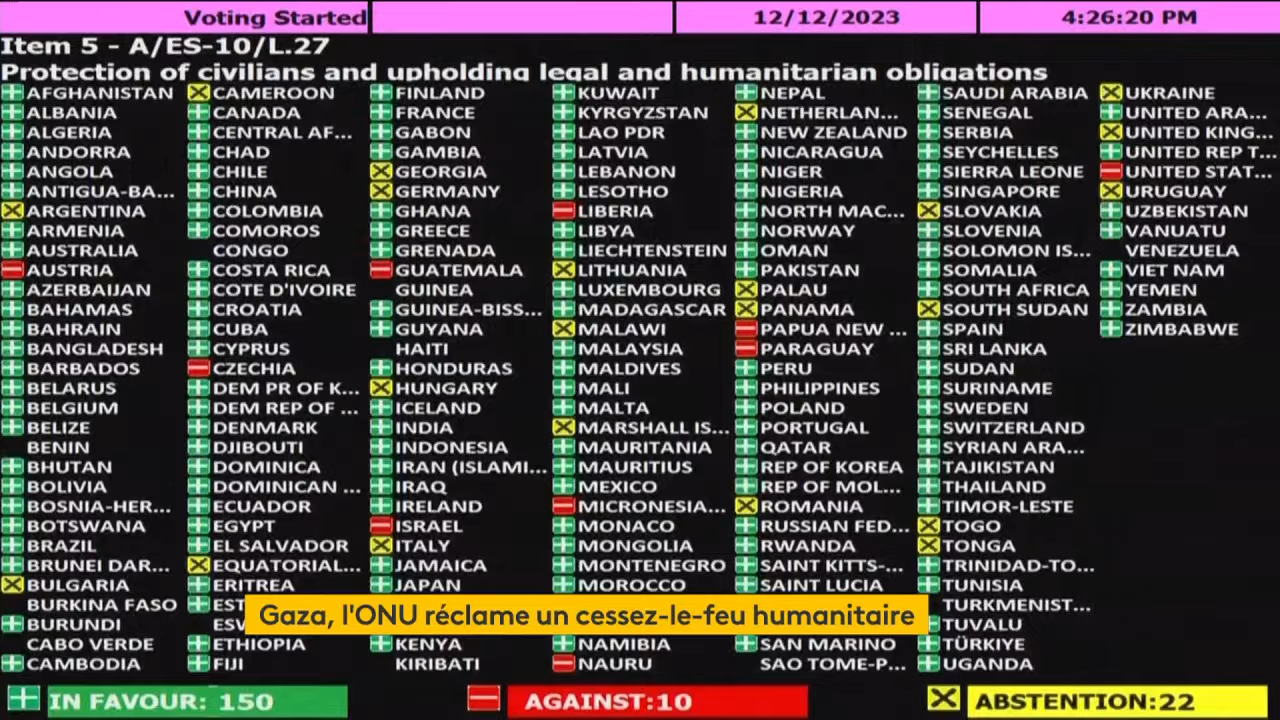 Voting Started
12/12/2023
4:26:20 PM
Item 5 - A/ES-10/L.27
Protection of civilians and upholding legal and humanitarian obligations
AFGHANISTAN
ALBANIA
ALGERIA
ANDORRA
ANGOLA
ANTIGUA-BA...
ARGENTINA
ARMENIA
AUSTRALIA
AUSTRIA
AZERBAIJAN
BAHAMAS
BAHRAIN
BANGLADESH
BARBADOS
BELARUS
BELGIUM
BELIZE
BENIN
BHUTAN
BOLIVIA
BOSNIA-HER...
BOTSWANA
BRAZIL
BRUNEI DAR...
BULGARIA
BURKINA FASO
BURUNDI
CABO VERDE
CAMBODIA
CAMEROON
CANADA
CENTRAL AF...
CHAD
CHILE
CHINA
COLOMBIA
COMOROS
CONGO
COSTA RICA
COTE D'IVOIRE
CROATIA
CUBA
CYPRUS
CZECHIA
DEM PR OF K...
DEM REP OF ...
DENMARK
DJIBOUTI
DOMINICA
DOMINICAN ...
ECUADOR
EGYPT
EL SALVADOR
EQUATORIAL...
ERITREA
EST
ESV
ETHIOPIA
FIJI
FINLAND
FRANCE
GABON
GAMBIA
GEORGIA
GERMANY
GHANA
GREECE
GRENADA
GUATEMALA
GUINEA
GUINEA-BISS...
GUYANA
HAITI
HONDURAS
HUNGARY
ICELAND
INDIA
INDONESIA
IRAN (ISLAMI...
IRAQ
IRELAND
ISRAEL
ITALY
JAMAICA
JAPAN
KENYA
KIRIBATI
KUWAIT
KYRGYZSTAN
LAO PDR
LATVIA
LEBANON
LESOTHO
LIBERIA
LIBYA
LIECHTENSTEIN
LITHUANIA
LUXEMBOURG
MADAGASCAR
MALAWI
MALAYSIA
MALDIVES
MALI
MALTA
MARSHALL IS...
MAURITANIA
MAURITIUS
MEXICO
MICRONESIA...
MONACO
MONGOLIA
MONTENEGRO
MOROCCO
NAMIBIA
NAURU
NEPAL
NETHERLAN...
NEW ZEALAND
NICARAGUA
NIGER
NIGERIA
NORTH MAC...
NORWAY
OMAN
PAKISTAN
PALAU
PANAMA
PAPUA NEW ...
PARAGUAY
PERU
PHILIPPINES
POLAND
PORTUGAL
QATAR
REP OF KOREA
REP OF MOL...
ROMANIA
RUSSIAN FED...
RWANDA
SAINT KITTS-...
SAINT LUCIA
SAN MARINO
SAO TOME-P...
SAUDI ARABIA
SENEGAL
SERBIA
SEYCHELLES
SIERRA LEONE
SINGAPORE
SLOVAKIA
SLOVENIA
SOLOMON IS...
SOMALIA
SOUTH AFRICA
SOUTH SUDAN
SPAIN
SRI LANKA
SUDAN
SURINAME
SWEDEN
SWITZERLAND
SYRIAN ARA...
TAJIKISTAN
THAILAND
TIMOR-LESTE
TOGO
TONGA
TRINIDAD-TO...
TUNISIA
TURKMENIST...
TUVALU
TÜRKIYE
UGANDA
UKRAINE
UNITED ARA...
UNITED KING...
UNITED REP T...
UNITED STAT...
URUGUAY
UZBEKISTAN
VANUATU
VENEZUELA
VIET NAM
YEMEN
ZAMBIA
ZIMBABWE
Gaza, l'ONU réclame un cessez-le-feu humanitaire
IN FAVOUR: 150
AGAINST:10
ABSTENTION:22